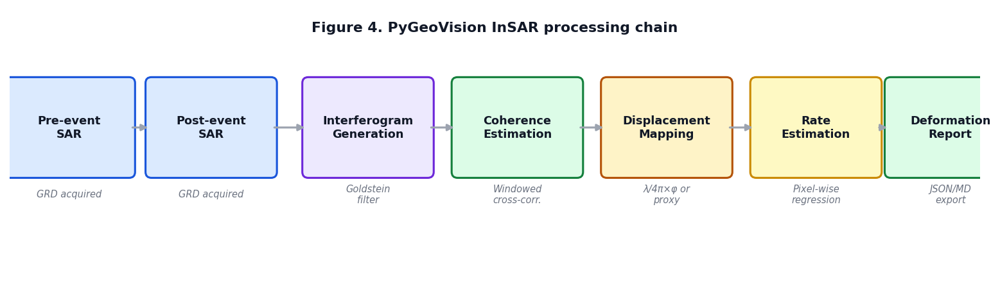 Figure 4. PyGeoVision InSAR processing chain
Pre-event
SAR
GRD acquired
Post-event
SAR
GRD acquired
Interferogram
Generation
Goldstein
filter
Coherence
Estimation
Windowed
cross-corr.
Displacement
Mapping
λ/4π×φ or
proxy
Rate
Estimation
Pixel-wise
regression
Deformation
Report
JSON/MD
export